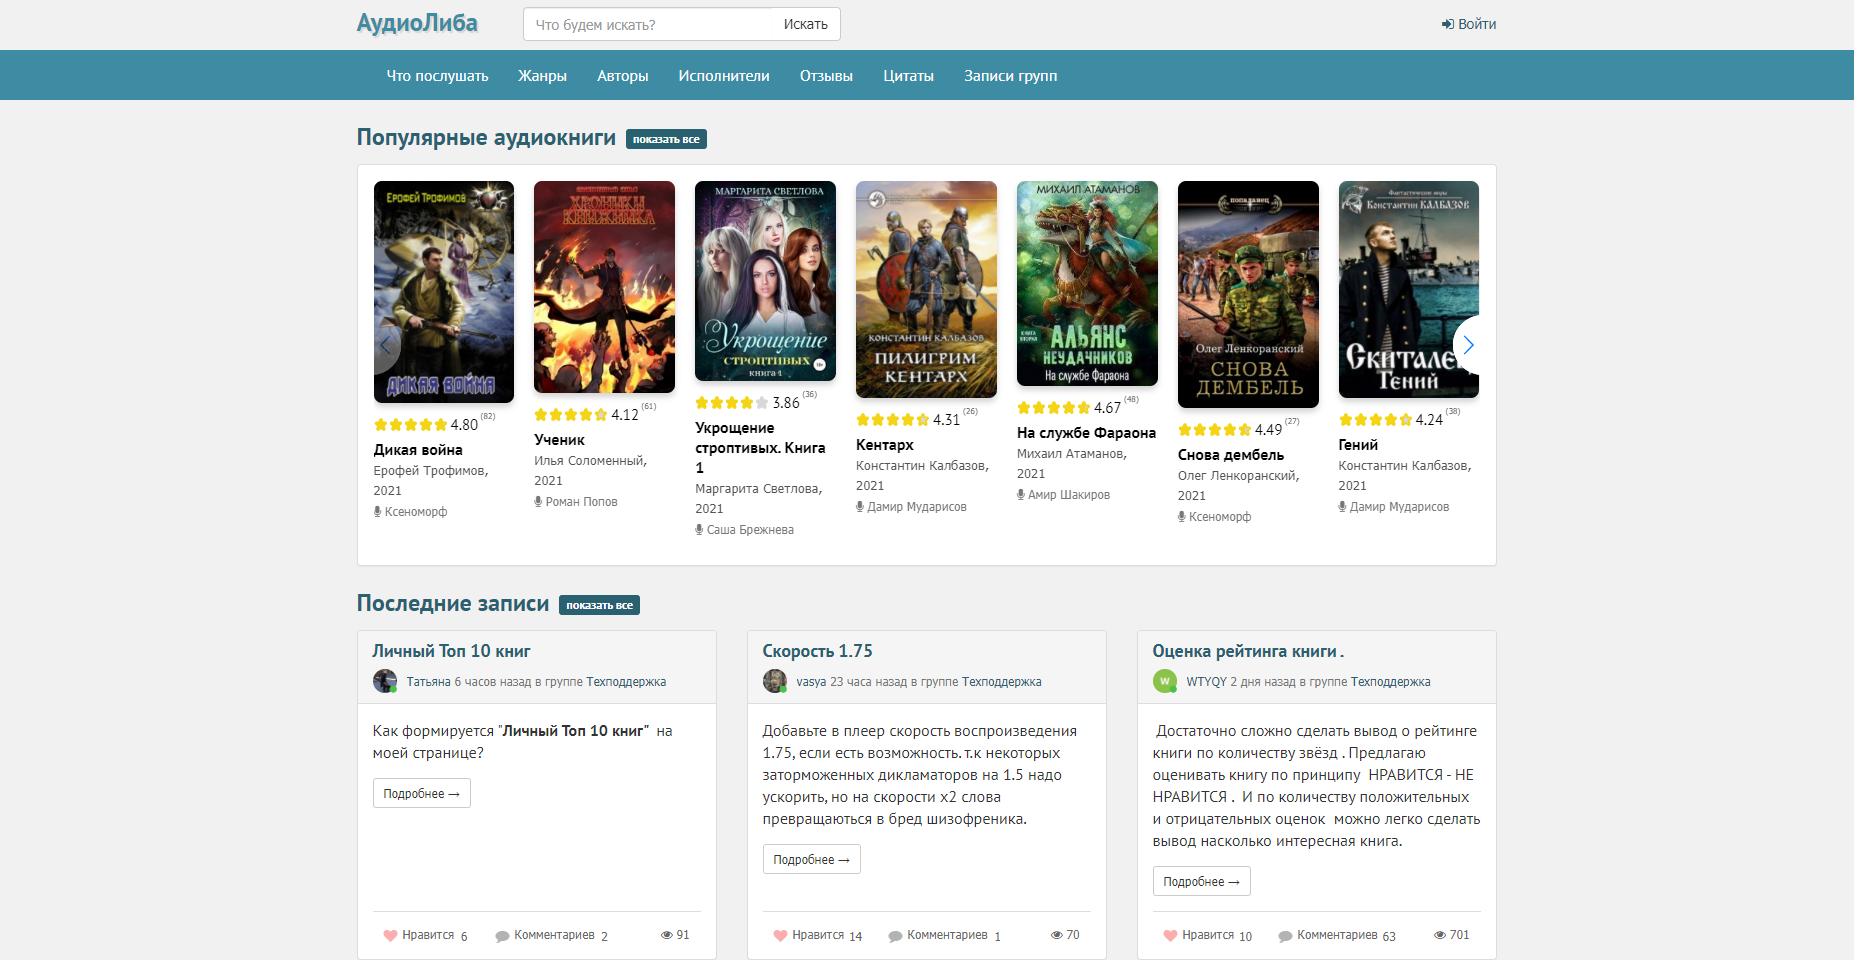 АудиоЛиба
Что будем искать?
Искать
Войти
Что послушать
Жанры
Авторы
Исполнители
Отзывы
Цитаты
Записи групп
Популярные аудиокниги показать все
ЕРОФЕЙ ТРОФИМОВ
ДИКАЯ ВОЙНА
4.80 (82)
Дикая война
Ерофей Трофимов,
2021
Ксеноморф
ХРОНИКИ
КНИЖНИКА
4.12 (61)
Ученик
Илья Соломенный,
2021
Роман Попов
МАРГАРИТА СВЕТЛОВА
Укрощение
СТРОПТИВЫХ
книга 1
3.86 (36)
Укрощение
строптивых. Книга
1
Маргарита Светлова,
2021
Саша Брежнева
КОНСТАНТИН КАЛБАЗОВ
ПИЛИГРИМ
КЕНТАРХ
4.31 (26)
Кентарх
Константин Калбазов,
2021
Дамир Мударисов
МИХАИЛ АТАМАНОВ
КНИГА
ВТОРАЯ
АЛЬЯНС
НЕУДАЧНИКОВ
На службе Фараона
4.67 (48)
На службе Фараона
Михаил Атаманов,
2021
Амир Шакиров
ПОПАДАНЕЦ
Олег Ленкоранский
СНОВА
ДЕМБЕЛЬ
4.49 (27)
Снова дембель
Олег Ленкоранский,
2021
Ксеноморф
Фантастические миры
Константин КАЛБАЗОВ
Скиталец
Гений
4.24 (38)
Гений
Константин Калбазов,
2021
Дамир Мударисов
Последние записи показать все
Личный Топ 10 книг
Татьяна 6 часов назад в группе Техподдержка
Как формируется "Личный Топ 10 книг" на
моей странице?
Подробнее →
Нравится 6 Комментариев 2 91
Скорость 1.75
vasya 23 часа назад в группе Техподдержка
Добавьте в плеер скорость воспроизведения
1.75, если есть возможность. т.к некоторых
заторможенных дикламаторов на 1.5 надо
ускорить, но на скорости х2 слова
превращаються в бред шизофреника.
Подробнее →
Нравится 14 Комментариев 1 70
Оценка рейтинга книги .
W
WTYQY 2 дня назад в группе Техподдержка
Достаточно сложно сделать вывод о рейтинге
книги по количеству звёзд . Предлагаю
оценивать книгу по принципу НРАВИТСЯ - НЕ
НРАВИТСЯ . И по количеству положительных
и отрицательных оценок можно легко сделать
вывод насколько интересная книга.
Подробнее →
Нравится 10 Комментариев 63 701